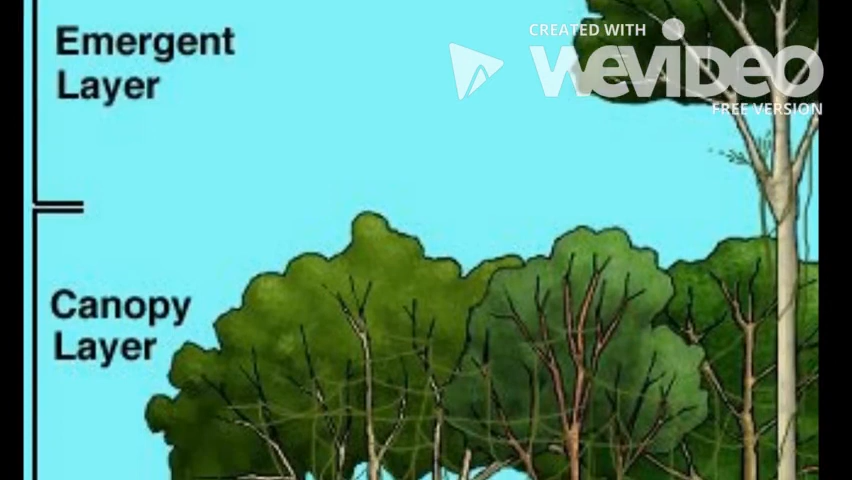 Emergent
Layer
CREATED WITH
WEVIDEO
FREE VERSION
Canopy
Layer